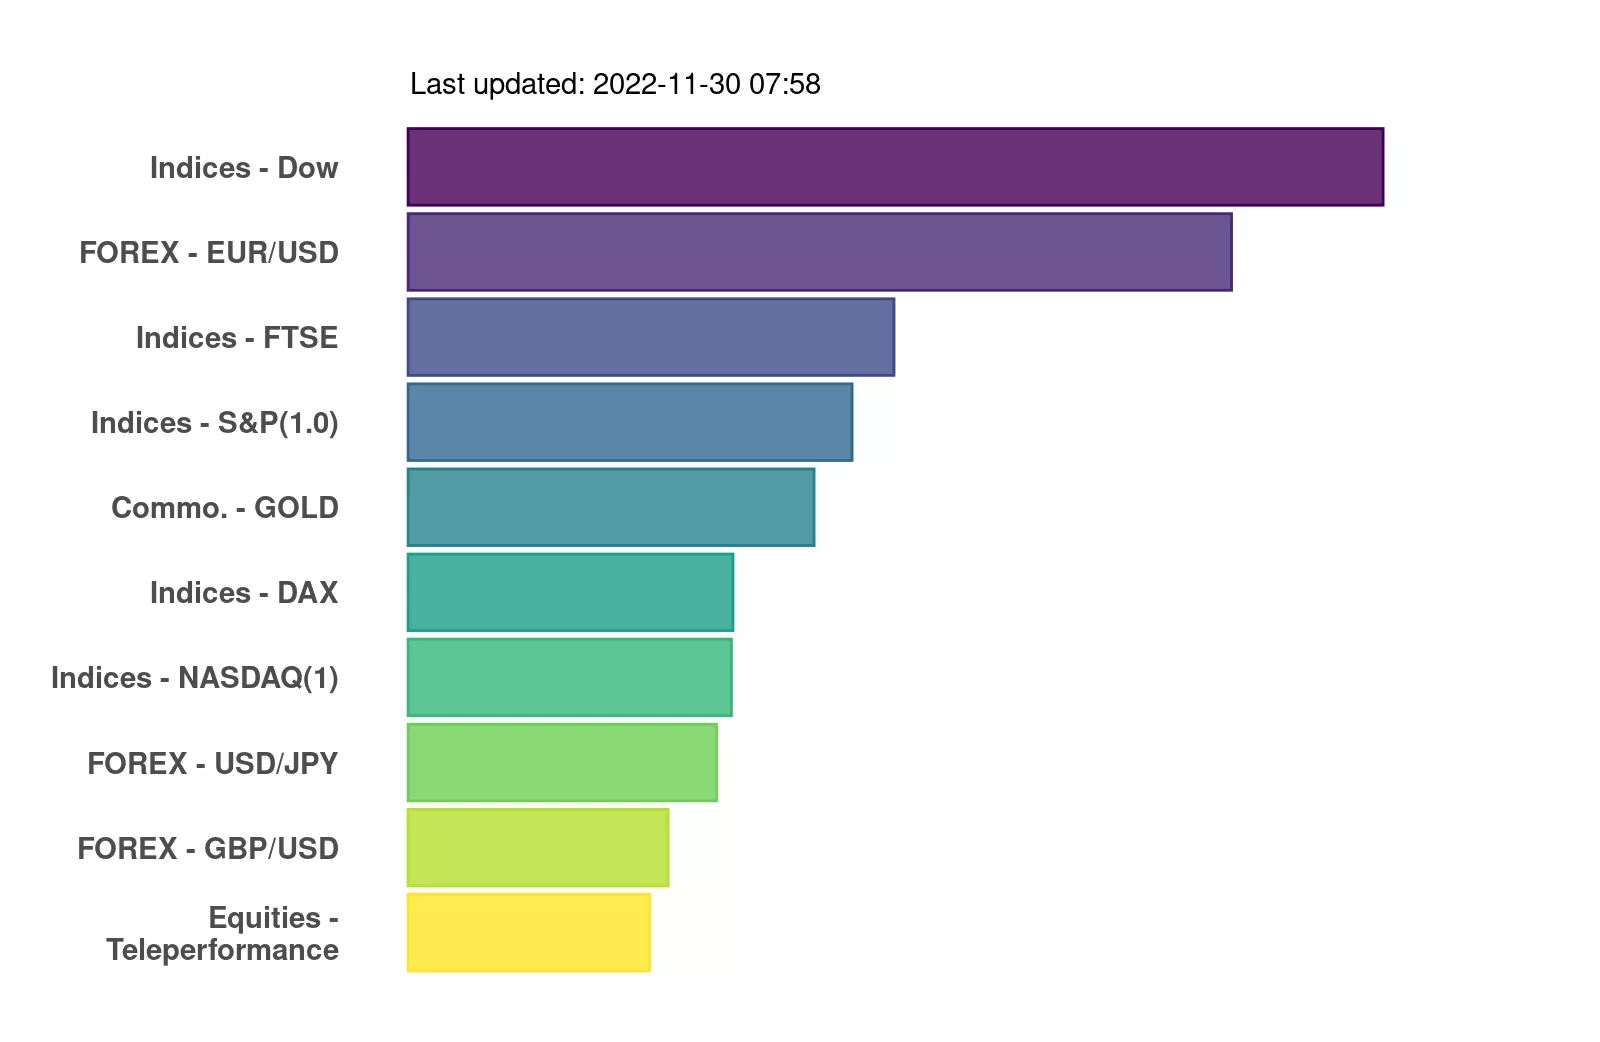 Last updated: 2022-11-30 07:58
Indices - Dow
FOREX - EUR/USD
Indices - FTSE
Indices - S&P(1.0)
Commo. - GOLD
Indices - DAX
Indices - NASDAQ(1)
FOREX - USD/JPY
FOREX - GBP/USD
Equities -
Teleperformance